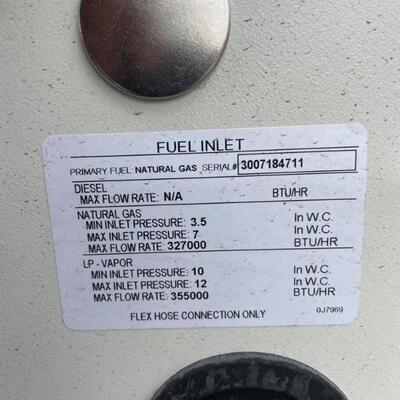 FUEL INLET
PRIMARY FUEL: NATURAL GAS SERIAL# 3007184711
DIESEL
MAX FLOW RATE: N/A BTU/HR
NATURAL GAS
MIN INLET PRESSURE: 3.5 In W.C.
MAX INLET PRESSURE: 7 In W.C.
MAX FLOW RATE: 327000 BTU/HR
LP - VAPOR
MIN INLET PRESSURE: 10 In W.C.
MAX INLET PRESSURE: 12 In W.C.
MAX FLOW RATE: 355000 BTU/HR
FLEX HOSE CONNECTION ONLY 0J7969